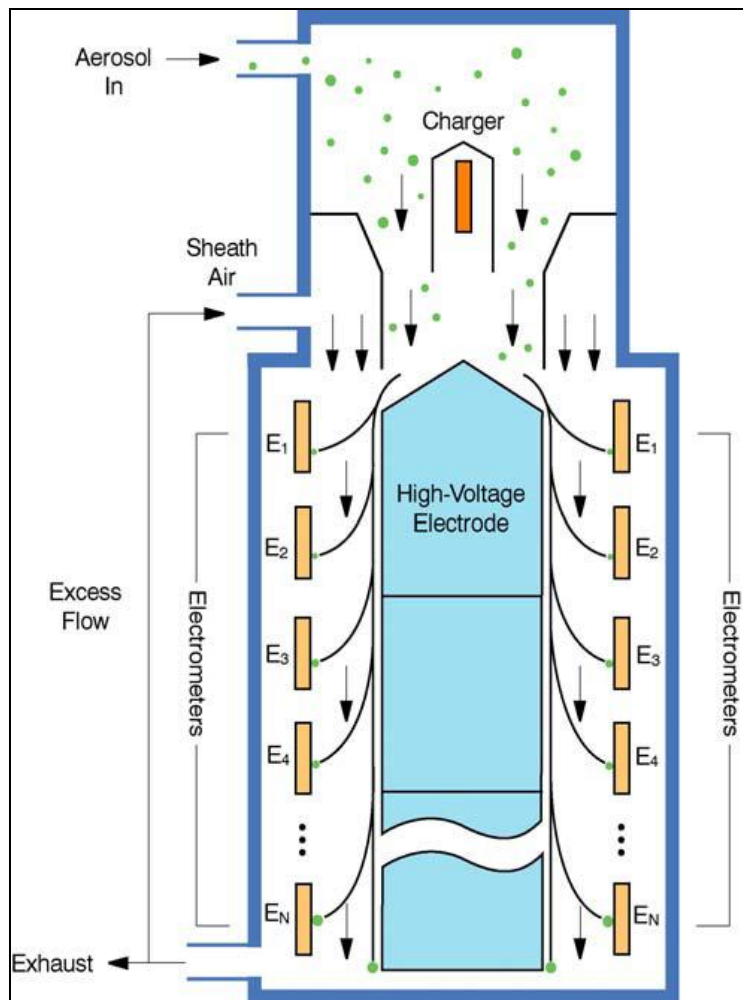 Aerosol
In
Charger
Sheath
Air
E1
E1
High-Voltage
Electrode
E2
E2
Excess
Flow
Electrometers
Electrometers
E3
E3
E4
E4
EN
EN
Exhaust